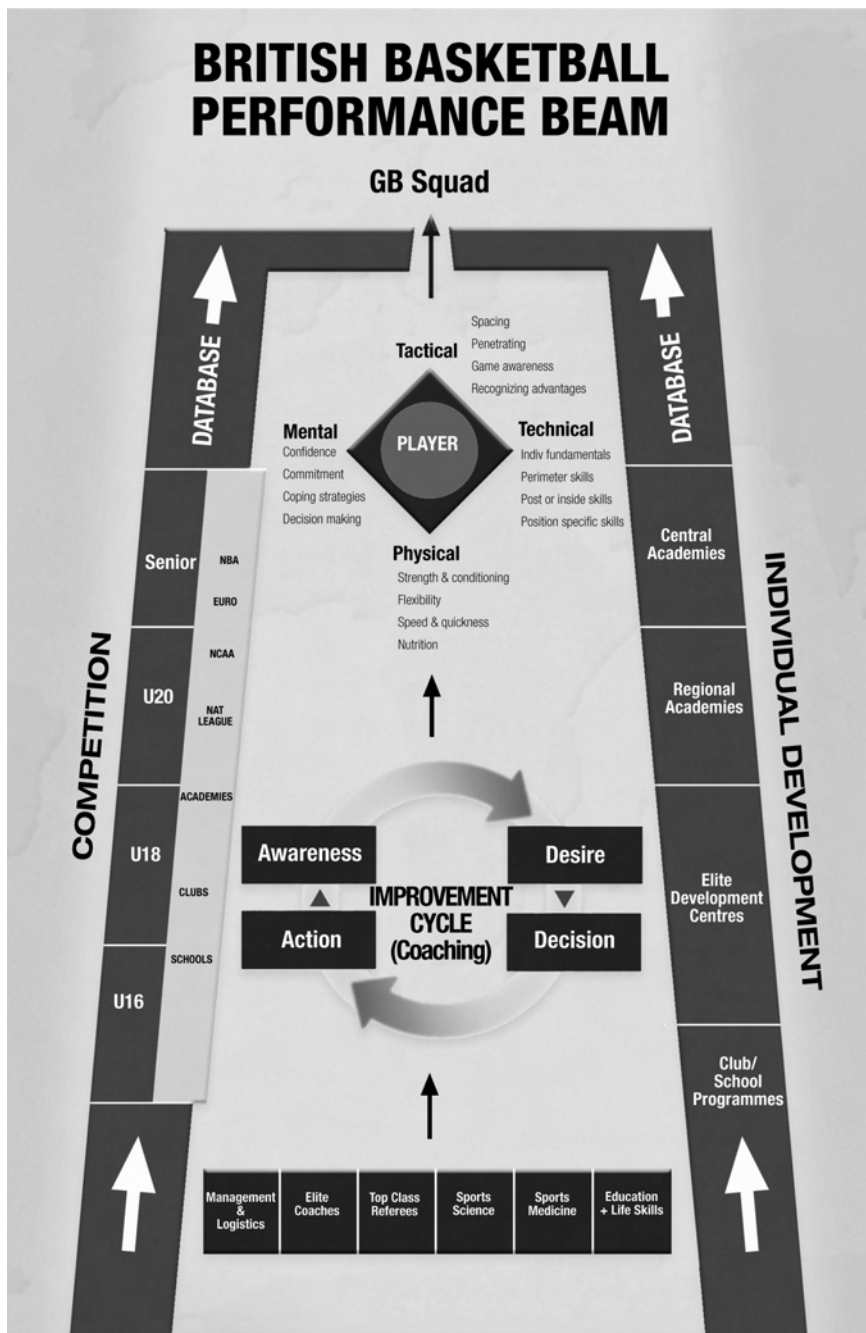 BRITISH BASKETBALL
PERFORMANCE BEAM
GB Squad
DATABASE
DATABASE
Tactical
Spacing
Penetrating
Game awareness
Recognizing advantages
Mental
Confidence
Commitment
Coping strategies
Decision making
PLAYER
Technical
Indiv fundamentals
Perimeter skills
Post or inside skills
Position specific skills
Physical
Strength & conditioning
Flexibility
Speed & quickness
Nutrition
COMPETITION
Senior
U20
U18
U16
NBA
EURO
NCAA
NAT
LEAGUE
ACADEMIES
CLUBS
SCHOOLS
INDIVIDUAL DEVELOPMENT
Central
Academies
Regional
Academies
Elite
Development
Centres
Club/
School
Programmes
Awareness
Desire
IMPROVEMENT
CYCLE
(Coaching)
Action
Decision
Management
&
Logistics
Elite
Coaches
Top Class
Referees
Sports
Science
Sports
Medicine
Education
+ Life Skills